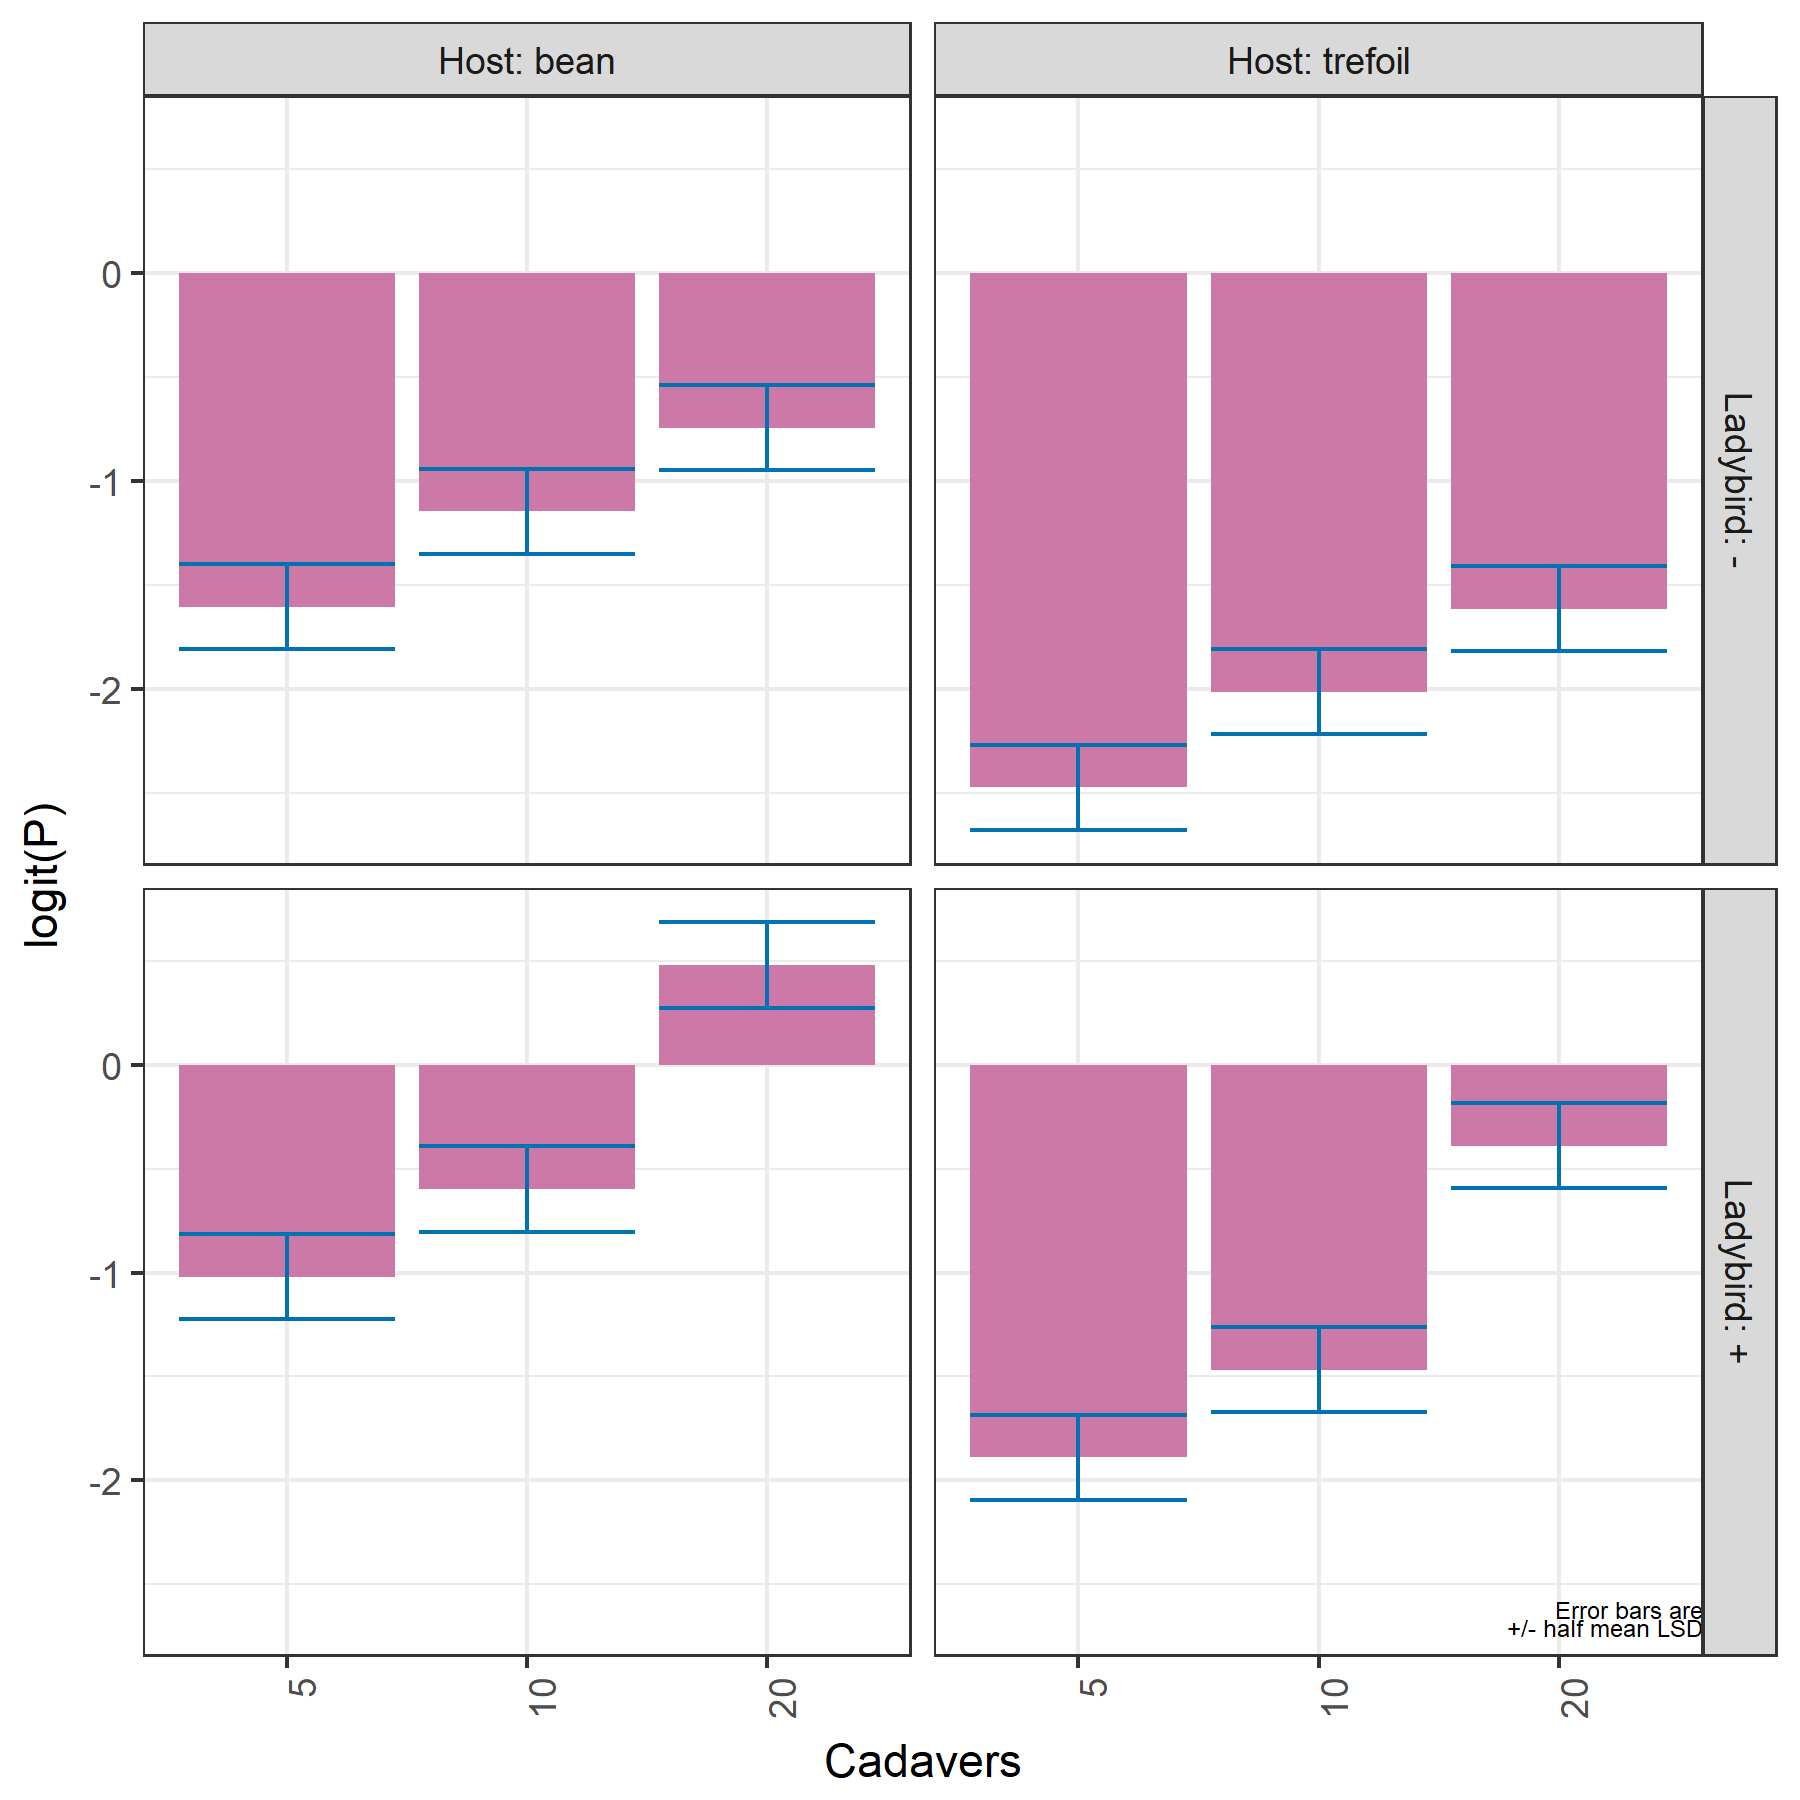 Host: bean
Host: trefoil
0
-1
-2
Ladybird: -
logit(P)
0
-1
-2
Ladybird: +
Error bars are
+/- half mean LSD
5
10
20
5
10
20
Cadavers